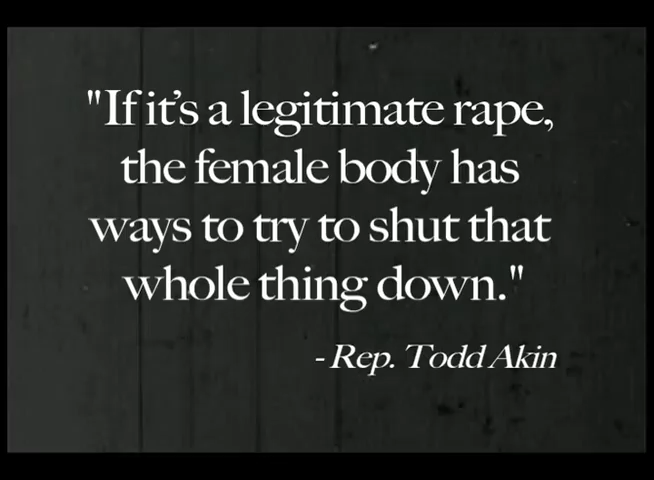 "If it's a legitimate rape,
the female body has
ways to try to shut that
whole thing down."
- Rep. Todd Akin